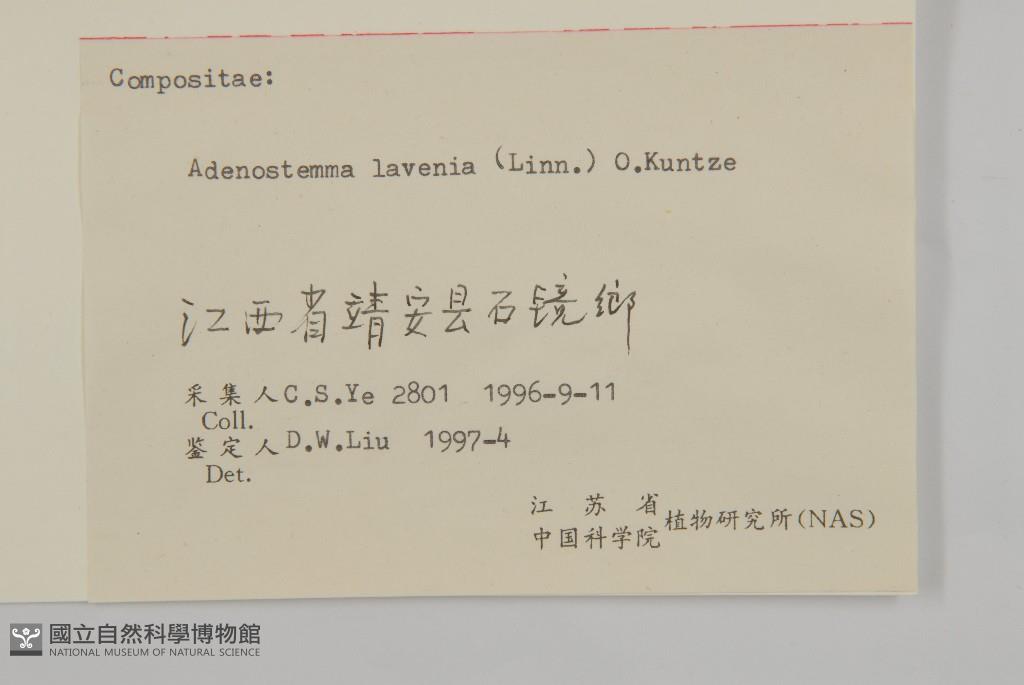 Compositae:
Adenostemma lavenia (Linn.) O.Kuntze
江西省靖安县石镜鄉
采集人C.S.Ye 2801 1996-9-11
Coll.
鉴定人D.W.Liu 1997-4
Det.
江苏省
中国科学院
植物研究所(NAS)
國立自然科學博物館
NATIONAL MUSEUM OF NATURAL SCIENCE